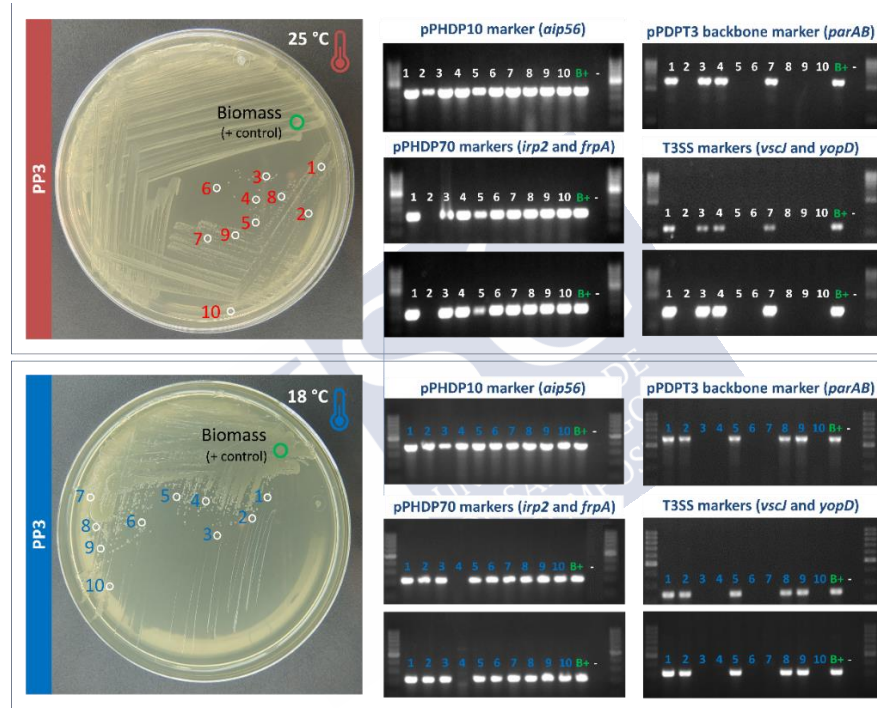 PP3
25 °C
Biomass
(+ control)
1
3
6
4
8
2
5
7
9
10
pPHDP10 marker (aip56)
1 2 3 4 5 6 7 8 9 10 B+ -
pPHDP70 markers (irp2 and frpA)
1 2 3 4 5 6 7 8 9 10 B+ -
1 2 3 4 5 6 7 8 9 10 B+ -
pPDPT3 backbone marker (parAB)
1 2 3 4 5 6 7 8 9 10 B+ -
T3SS markers (vscJ and yopD)
1 2 3 4 5 6 7 8 9 10 B+ -
1 2 3 4 5 6 7 8 9 10 B+ -
PP3
18 °C
Biomass
(+ control)
7
5
4
1
8
6
2
3
9
10
pPHDP10 marker (aip56)
1 2 3 4 5 6 7 8 9 10 B+ -
pPHDP70 markers (irp2 and frpA)
1 2 3 4 5 6 7 8 9 10 B+ -
1 2 3 4 5 6 7 8 9 10 B+ -
pPDPT3 backbone marker (parAB)
1 2 3 4 5 6 7 8 9 10 B+ -
T3SS markers (vscJ and yopD)
1 2 3 4 5 6 7 8 9 10 B+ -
1 2 3 4 5 6 7 8 9 10 B+ -